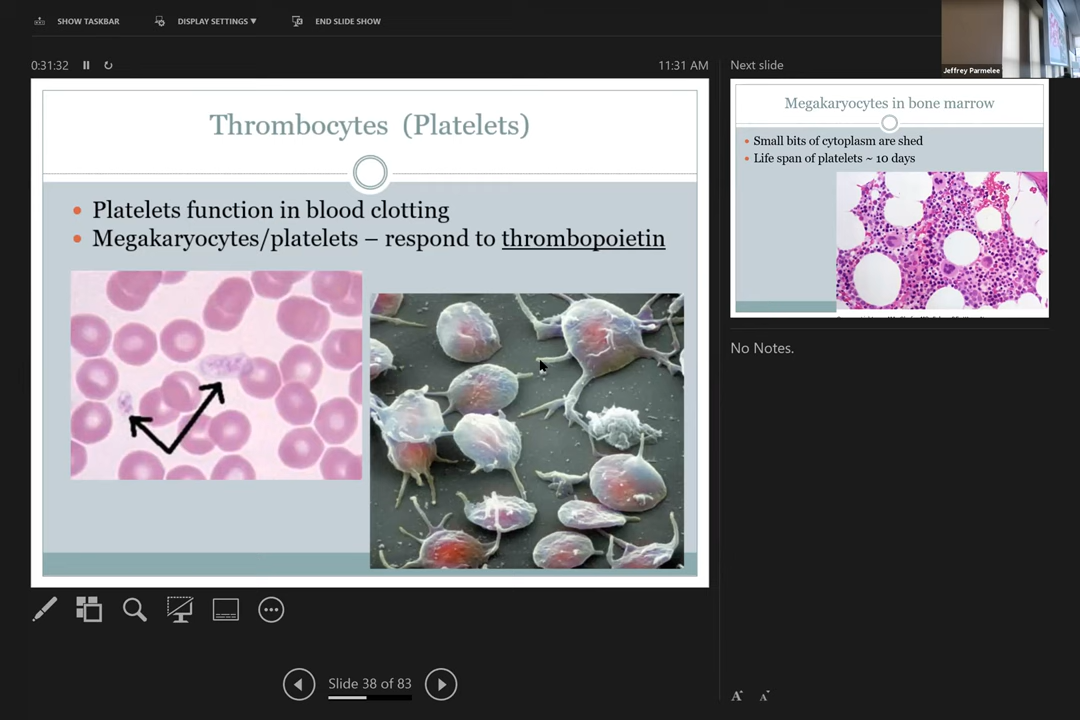 SHOW TASKBAR
DISPLAY SETTINGS ▼
END SLIDE SHOW
Jeffrey Parmelee
0:31:32
11:31 AM
Next slide
Thrombocytes (Platelets)
• Platelets function in blood clotting
• Megakaryocytes/platelets – respond to thrombopoietin
Megakaryocytes in bone marrow
• Small bits of cytoplasm are shed
• Life span of platelets ~ 10 days
No Notes.
Slide 38 of 83
A A